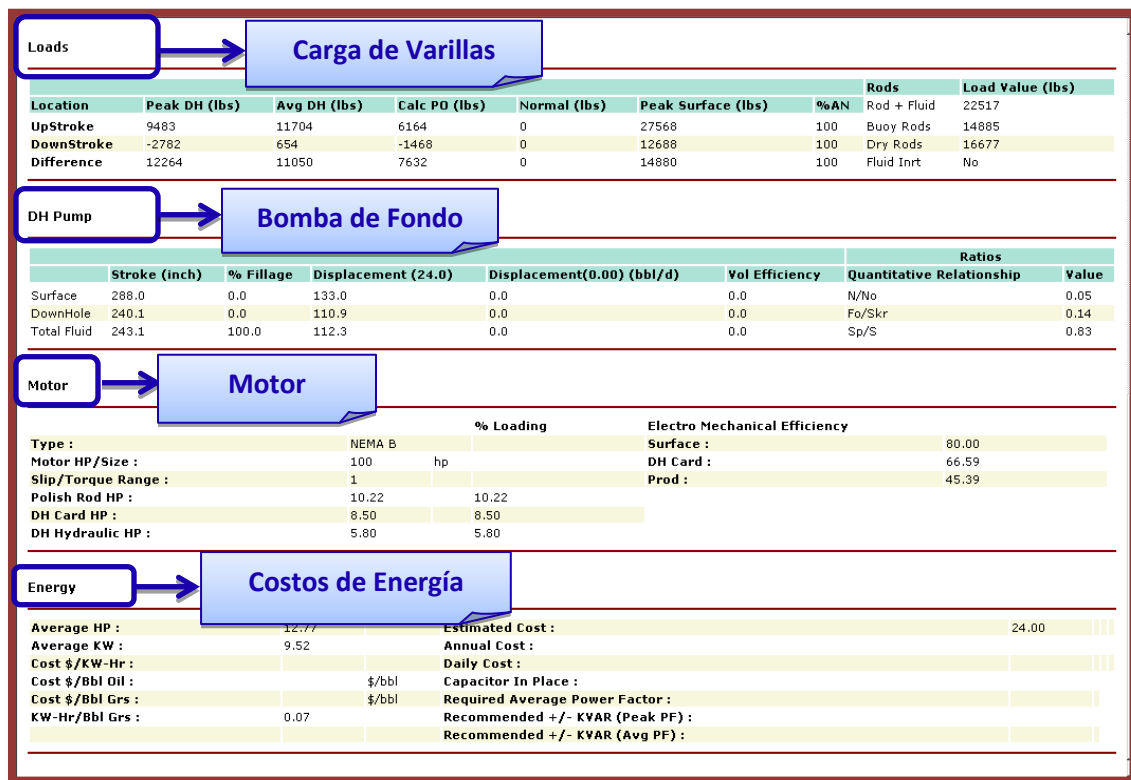 Loads
Carga de Varillas
Rods Load Value (lbs)
Location Peak DH (lbs) Avg DH (lbs) Calc PO (lbs) Normal (lbs) Peak Surface (lbs) %AN Rod + Fluid 22517
UpStroke 9483 11704 6164 0 27568 100 Buoy Rods 14885
DownStroke -2782 654 -1468 0 12688 100 Dry Rods 16677
Difference 12264 11050 7632 0 14880 100 Fluid Inrt No
DH Pump
Bomba de Fondo
Ratios
Stroke (inch) % Fillage Displacement (24.0) Displacement(0.00) (bbl/d) Vol Efficiency Quantitative Relationship Value
Surface 288.0 0.0 133.0 0.0 0.0 N/No 0.05
DownHole 240.1 0.0 110.9 0.0 0.0 Fo/Skr 0.14
Total Fluid 243.1 100.0 112.3 0.0 0.0 Sp/S 0.83
Motor
Motor
% Loading Electro Mechanical Efficiency
Type : NEMA B Surface : 80.00
Motor HP/Size : 100 hp DH Card : 66.59
Slip/Torque Range : 1 Prod : 45.39
Polish Rod HP : 10.22 10.22
DH Card HP : 8.50 8.50
DH Hydraulic HP : 5.80 5.80
Energy
Costos de Energía
Average HP : 12.77 Estimated Cost : 24.00
Average KW : 9.52 Annual Cost :
Cost $/KW-Hr : Daily Cost :
Cost $/Bbl Oil : $/bbl Capacitor In Place :
Cost $/Bbl Grs : $/bbl Required Average Power Factor :
KW-Hr/Bbl Grs : 0.07 Recommended +/- KVAR (Peak PF) :
Recommended +/- KVAR (Avg PF) :